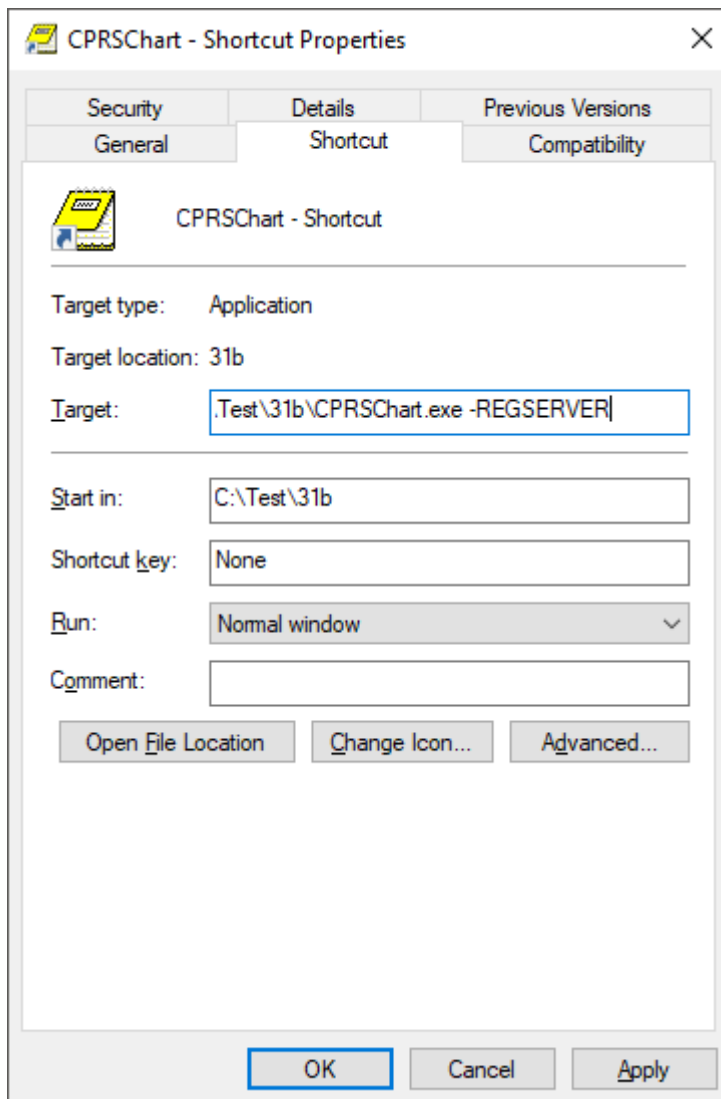 CPRSChart - Shortcut Properties
Security Details Previous Versions
General Shortcut Compatibility
CPRSChart - Shortcut
Target type: Application
Target location: 31b
Target: .Test\31b\CPRSChart.exe -REGSERVER
Start in: C:\Test\31b
Shortcut key: None
Run: Normal window
Comment:
Open File Location Change Icon... Advanced...
OK Cancel Apply